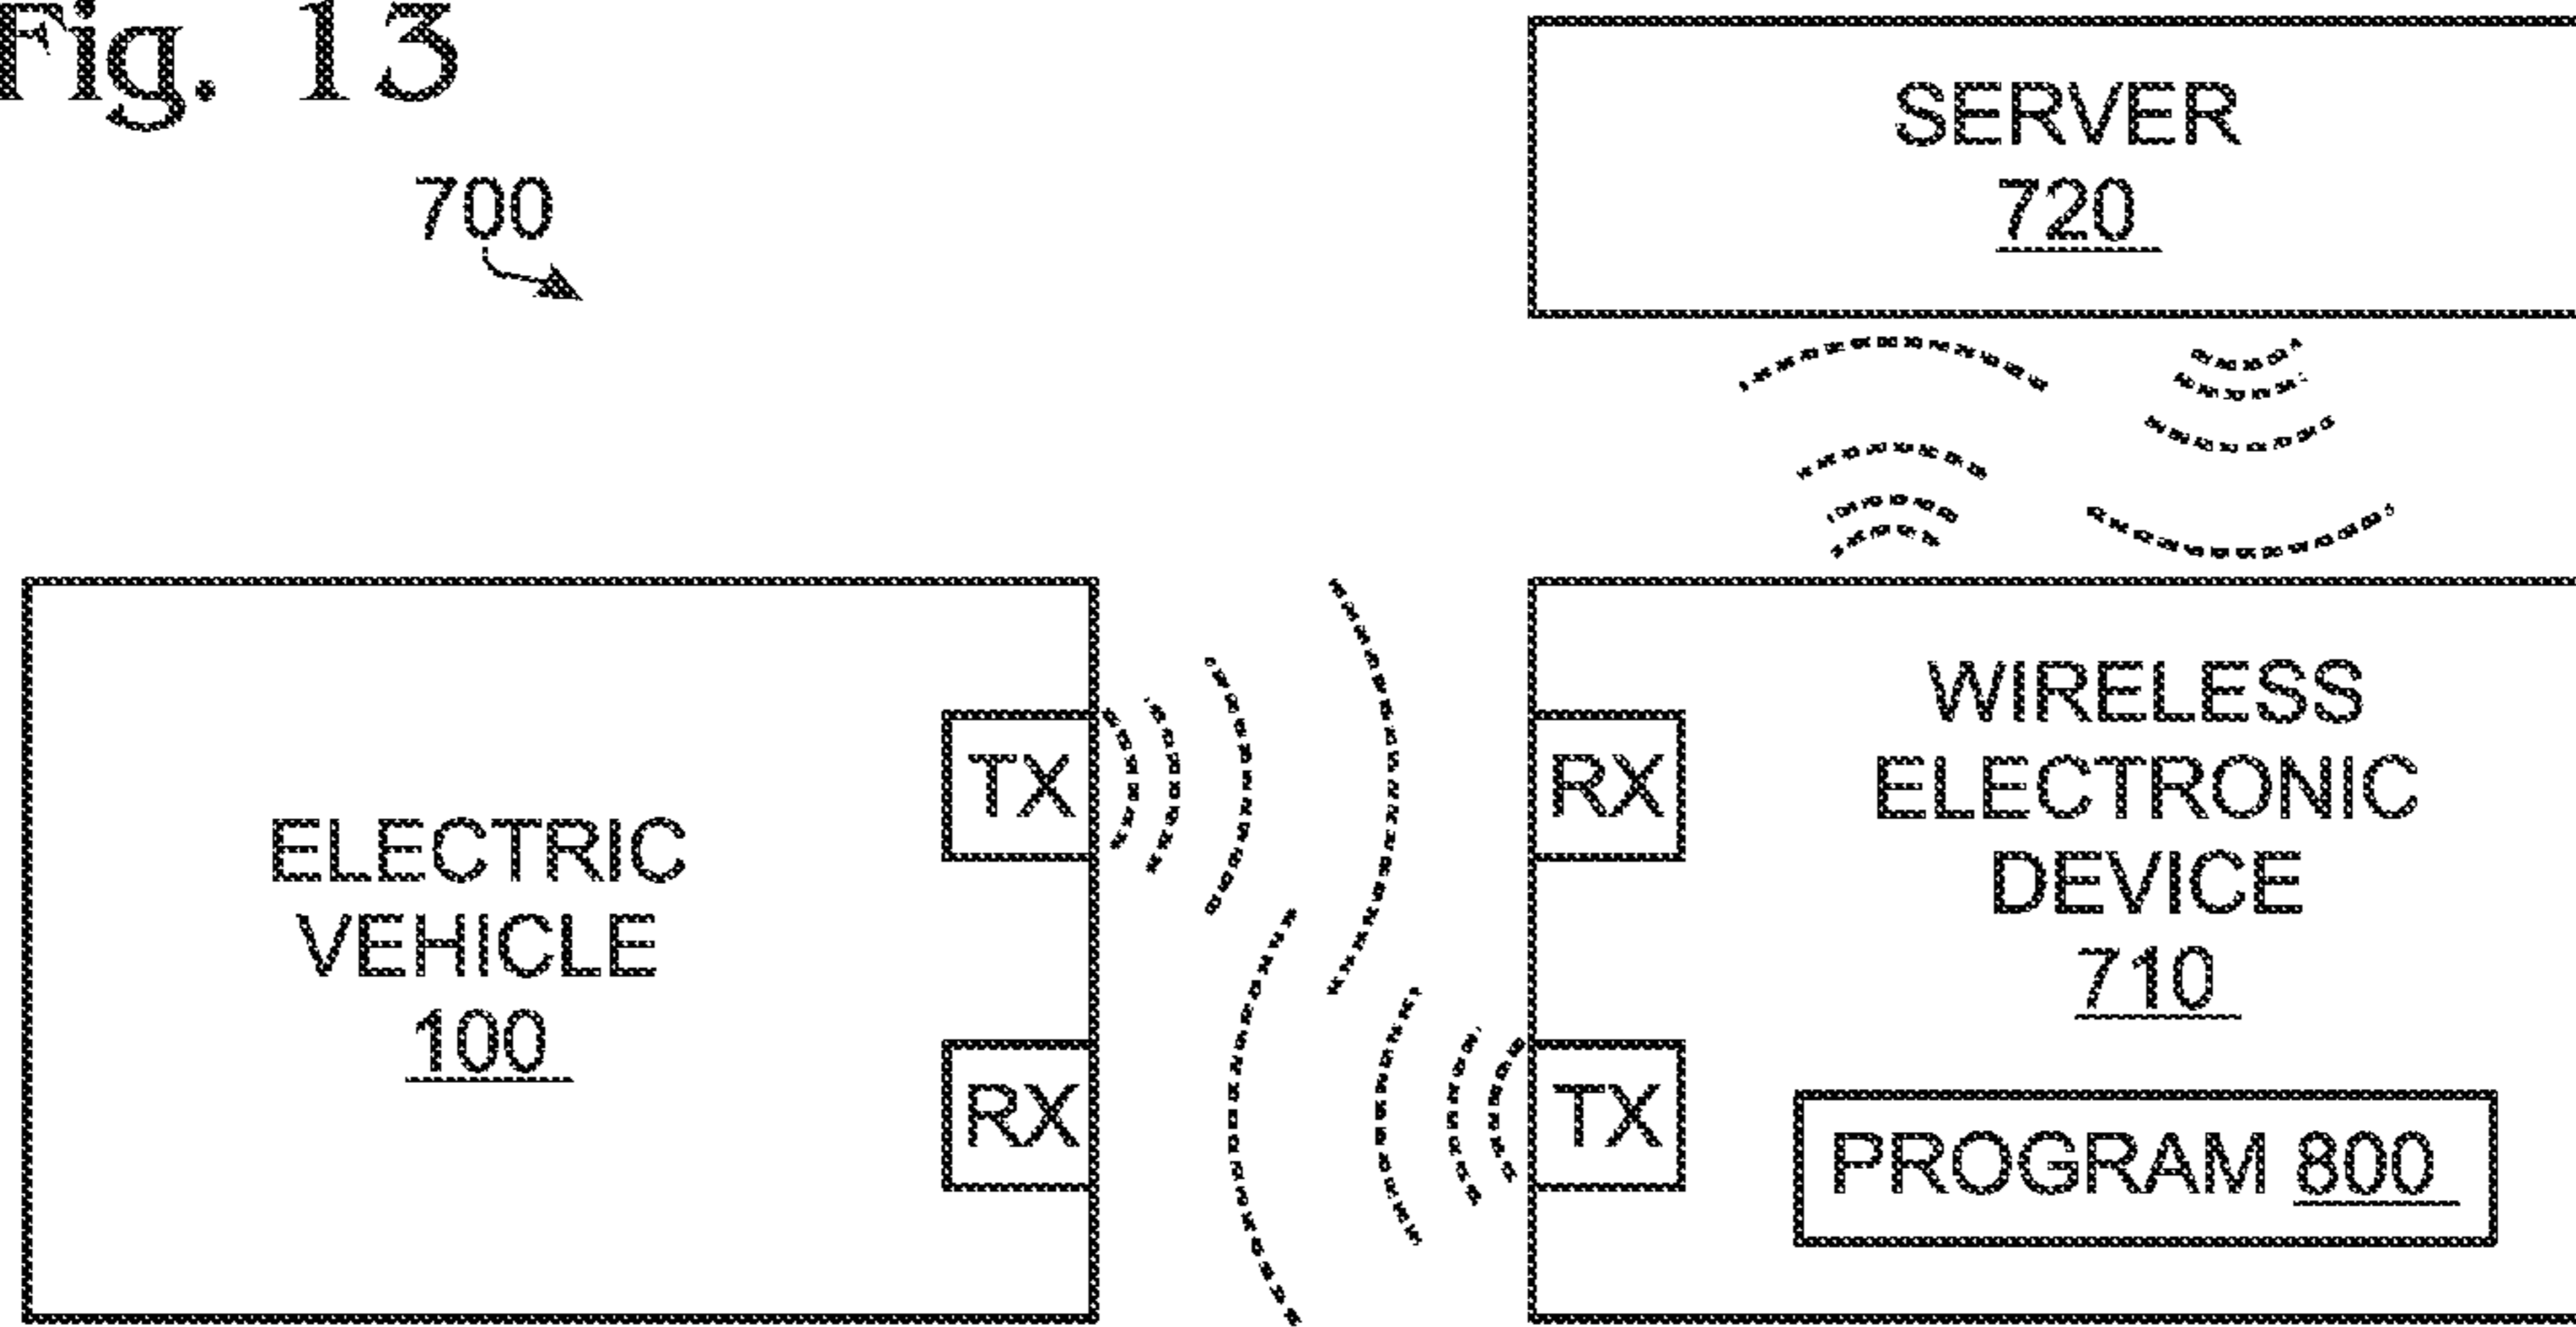 Fig. 13
700
SERVER
720
ELECTRIC
VEHICLE
100
TX
RX
RX
TX
WIRELESS
ELECTRONIC
DEVICE
710
PROGRAM 800